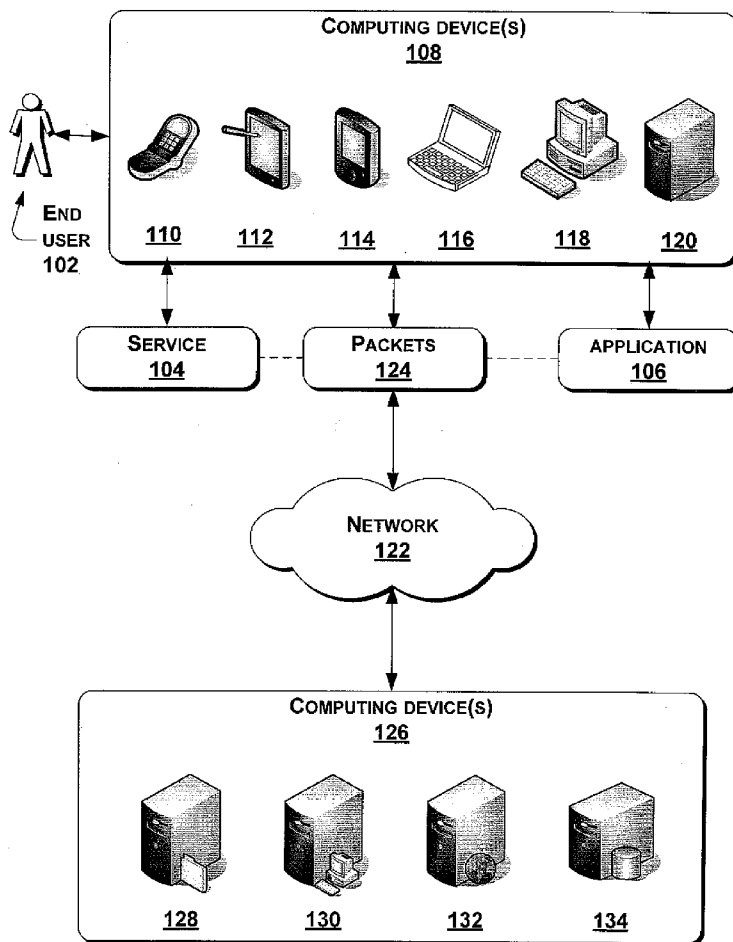 COMPUTING DEVICE(S)
108
END
USER
102
110 112 114 116 118 120
SERVICE
104
PACKETS
124
APPLICATION
106
NETWORK
122
COMPUTING DEVICE(S)
126
128 130 132 134